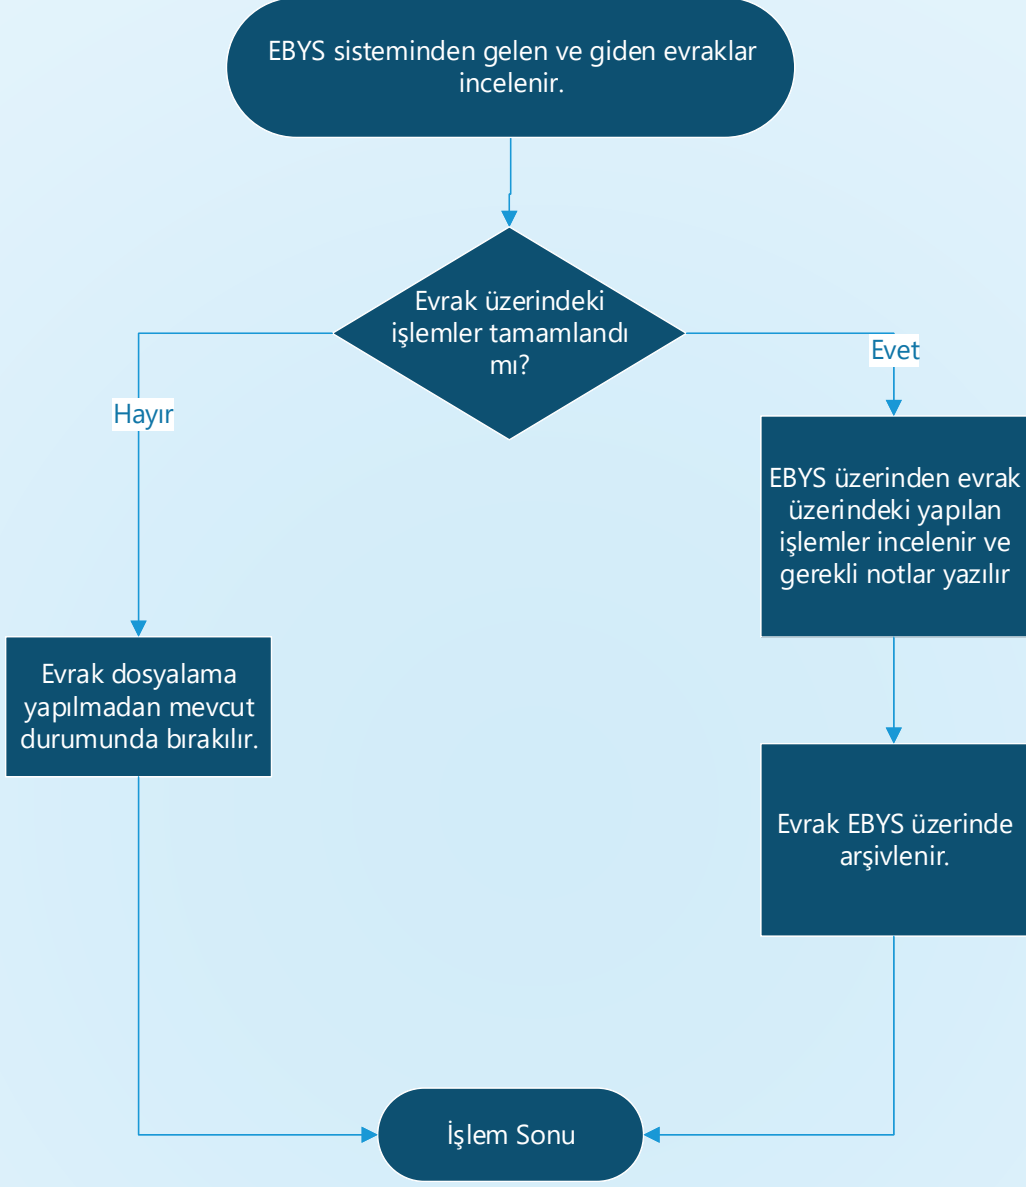 EBYS sisteminden gelen ve giden evraklar
incelenir.
Evrak üzerindeki
işlemler tamamlandı
mı?
Evet
Hayır
EBYS üzerinden evrak
üzerindeki yapılan
işlemler incelenir ve
gerekli notlar yazılır
Evrak dosyalama
yapılmadan mevcut
durumunda bırakılır.
Evrak EBYS üzerinde
arşivlenir.
İşlem Sonu